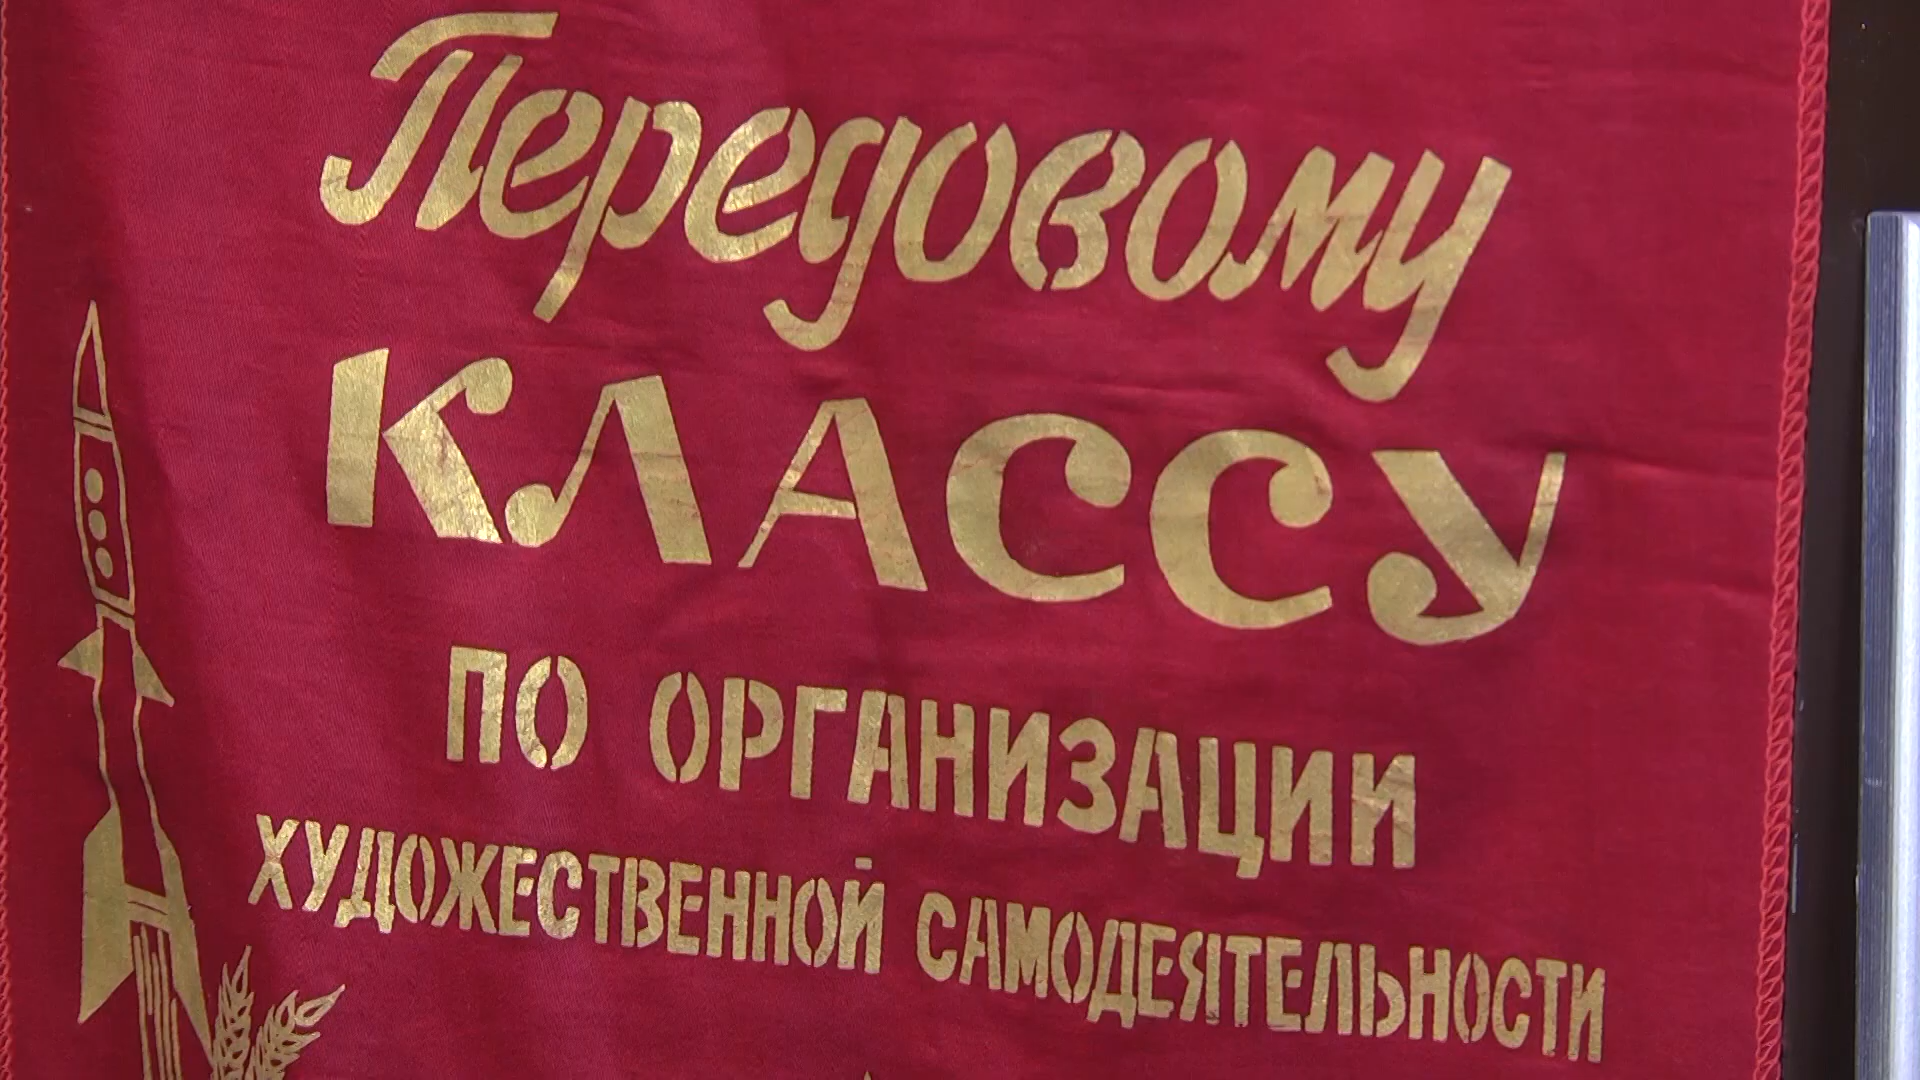 Передовому
КЛАССУ
ПО ОРГАНИЗАЦИИ
ХУДОЖЕСТВЕННОЙ САМОДЕЯТЕЛЬНОСТИ